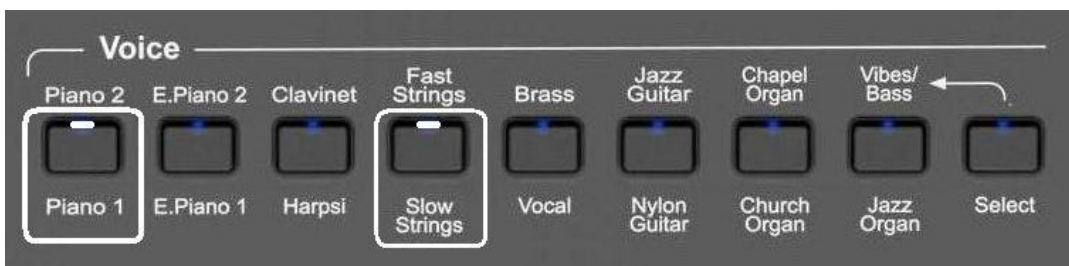 Voice
Piano 2 E.Piano 2 Clavinet Fast Strings Brass Jazz Guitar Chapel Organ Vibes/ Bass
Piano 1 E.Piano 1 Harpsi Slow Strings Vocal Nylon Guitar Church Organ Jazz Organ Select